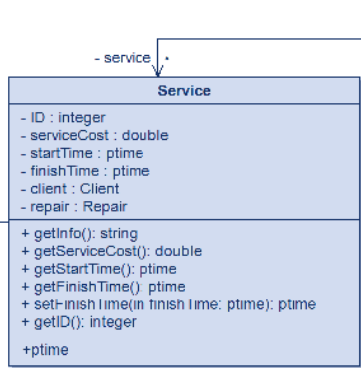 - service *
Service
- ID : integer
- serviceCost : double
- startTime : ptime
- finishTime : ptime
- client : Client
- repair : Repair
+ getInfo(): string
+ getServiceCost(): double
+ getStartTime(): ptime
+ getFinishTime(): ptime
+ setFinishTime(in finishTime: ptime): ptime
+ getID(): integer
+ptime